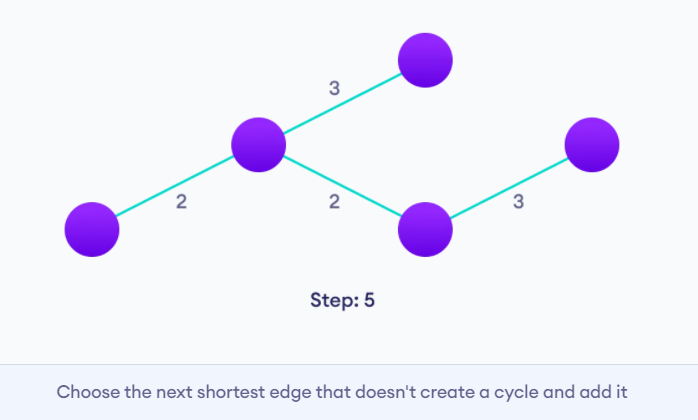 3
2
2
3
Step: 5
Choose the next shortest edge that doesn't create a cycle and add it